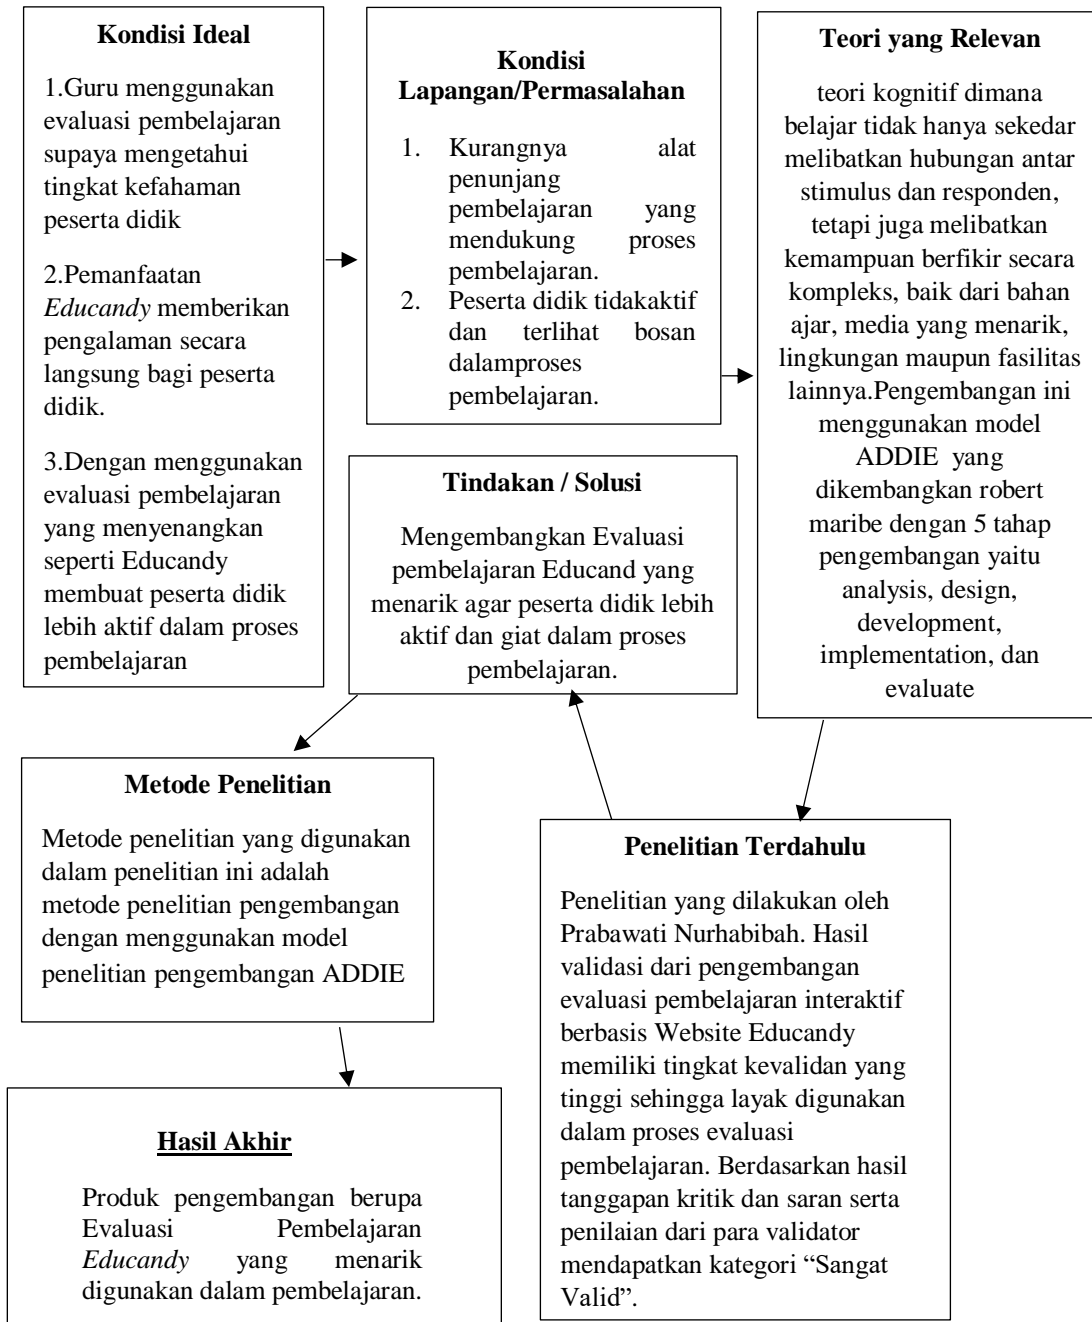 Kondisi Ideal
1.Guru menggunakan
evaluasi pembelajaran
supaya mengetahui
tingkat kefahaman
peserta didik
2.Pemanfaatan
Educandy memberikan
pengalaman secara
langsung bagi peserta
didik.
3.Dengan menggunakan
evaluasi pembelajaran
yang menyenangkan
seperti Educandy
membuat peserta didik
lebih aktif dalam proses
pembelajaran
Kondisi
Lapangan/Permasalahan
1. Kurangnya alat
penunjang
pembelajaran yang
mendukung proses
pembelajaran.
2. Peserta didik tidakaktif
dan terlihat bosan
dalamproses
pembelajaran.
Teori yang Relevan
teori kognitif dimana
belajar tidak hanya sekedar
melibatkan hubungan antar
stimulus dan responden,
tetapi juga melibatkan
kemampuan berfikir secara
kompleks, baik dari bahan
ajar, media yang menarik,
lingkungan maupun fasilitas
lainnya.Pengembangan ini
menggunakan model
ADDIE yang
dikembangkan robert
maribe dengan 5 tahap
pengembangan yaitu
analysis, design,
development,
implementation, dan
evaluate
Tindakan / Solusi
Mengembangkan Evaluasi
pembelajaran Educand yang
menarik agar peserta didik lebih
aktif dan giat dalam proses
pembelajaran.
Metode Penelitian
Metode penelitian yang digunakan
dalam penelitian ini adalah
metode penelitian pengembangan
dengan menggunakan model
penelitian pengembangan ADDIE
Penelitian Terdahulu
Penelitian yang dilakukan oleh
Prabawati Nurhabibah. Hasil
validasi dari pengembangan
evaluasi pembelajaran interaktif
berbasis Website Educandy
memiliki tingkat kevalidan yang
tinggi sehingga layak digunakan
dalam proses evaluasi
pembelajaran. Berdasarkan hasil
tanggapan kritik dan saran serta
penilaian dari para validator
mendapatkan kategori “Sangat
Valid”.
Hasil Akhir
Produk pengembangan berupa
Evaluasi Pembelajaran
Educandy yang menarik
digunakan dalam pembelajaran.